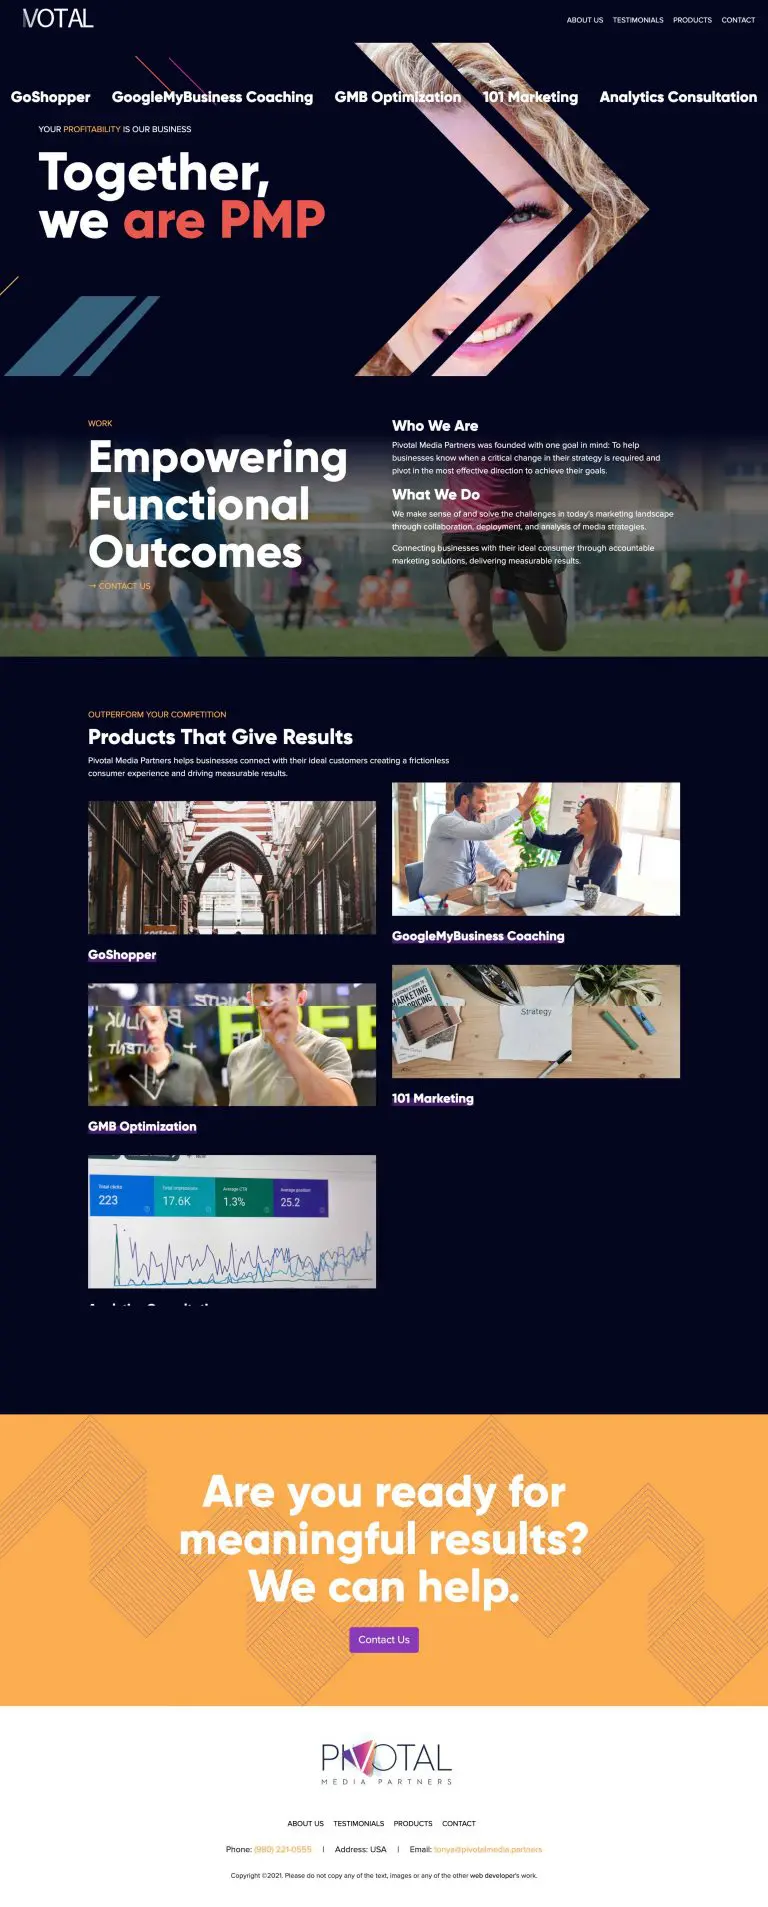 VOTAL
ABOUT US TESTIMONIALS PRODUCTS CONTACT
GoShopper GoogleMyBusiness Coaching GMB Optimization 101 Marketing Analytics Consultation
YOUR PROFITABILITY IS OUR BUSINESS
Together,
we are PMP
WORK
Empowering
Functional
Outcomes
→ CONTACT US
Who We Are
Pivotal Media Partners was founded with one goal in mind: To help
businesses know when a critical change in their strategy is required and
pivot in the most effective direction to achieve their goals.
What We Do
We make sense of and solve the challenges in today's marketing landscape
through collaboration, deployment, and analysis of media strategies.
Connecting businesses with their ideal consumer through accountable
marketing solutions, delivering measurable results.
OUTPERFORM YOUR COMPETITION
Products That Give Results
Pivotal Media Partners helps businesses connect with their ideal customers creating a frictionless
consumer experience and driving measurable results.
GoShopper
GoogleMyBusiness Coaching
FREE
MARKETING
PRICING
Strategy
GMB Optimization
101 Marketing
Total clicks
223
Total impressions
17.6K
Average CTR
1.3%
Average position
25.2
Are you ready for
meaningful results?
We can help.
Contact Us
PIVOTAL
MEDIA PARTNERS
ABOUT US TESTIMONIALS PRODUCTS CONTACT
Phone: (980) 221-0555 | Address: USA | Email: tonya@pivotalmedia.partners
Copyright ©2021. Please do not copy any of the text, images or any of the other web developer's work.